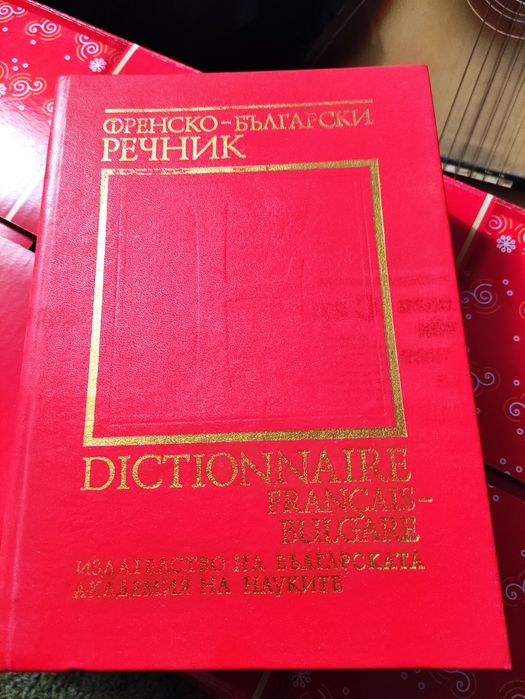 ФРЕНСКО-БЪЛГАРСКИ
РЕЧНИК
DICTIONNAIRE
FRANÇAIS-
BULGARE
ИЗДАТЕЛСТВО НА БЪЛГАРСКАТА
АКАДЕМИЯ НА НАУКИТЕ